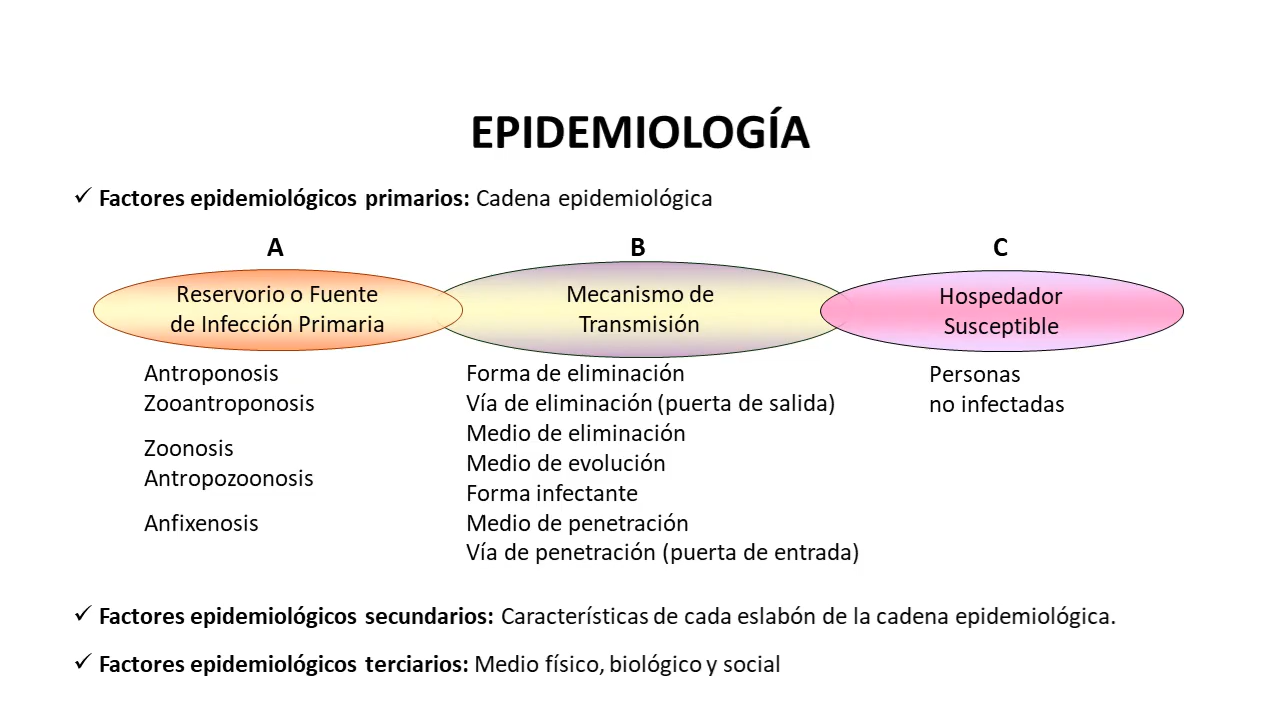 EPIDEMIOLOGÍA
✓ Factores epidemiológicos primarios: Cadena epidemiológica
A
B
C
Reservorio o Fuente
de Infección Primaria
Mecanismo de
Transmisión
Hospedador
Susceptible
Antroponosis
Zooantroponosis
Zoonosis
Antropozoonosis
Anfixenosis
Forma de eliminación
Vía de eliminación (puerta de salida)
Medio de eliminación
Medio de evolución
Forma infectante
Medio de penetración
Vía de penetración (puerta de entrada)
Personas
no infectadas
✓ Factores epidemiológicos secundarios: Características de cada eslabón de la cadena epidemiológica.
✓ Factores epidemiológicos terciarios: Medio físico, biológico y social